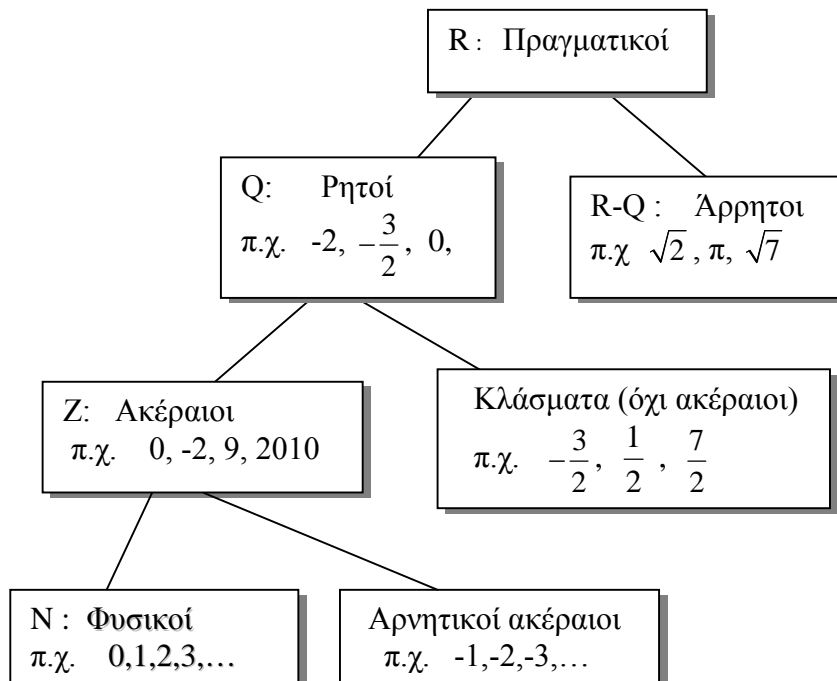 R : Πραγματικοί
Q: Ρητοί
π.χ. -2, −3/2, 0,
R-Q : Άρρητοι
π.χ √2 , π, √7
Z: Ακέραιοι
π.χ. 0, -2, 9, 2010
Κλάσματα (όχι ακέραιοι)
π.χ. −3/2, 1/2 , 7/2
N : Φυσικοί
π.χ. 0,1,2,3,…
Αρνητικοί ακέραιοι
π.χ. -1,-2,-3,…